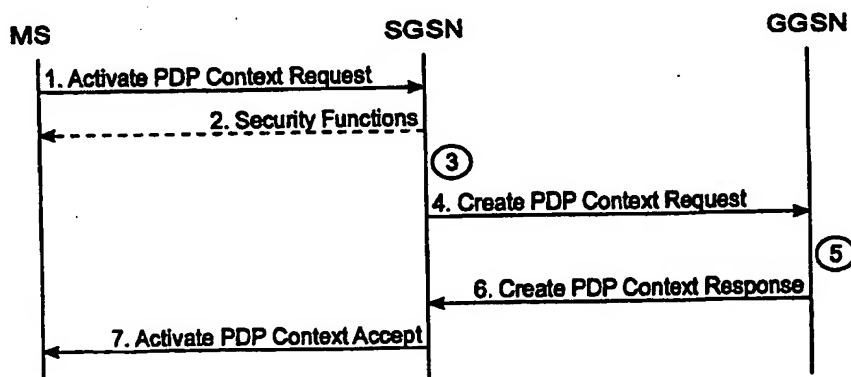 MS SGSN GGSN
1. Activate PDP Context Request
2. Security Functions
3
4. Create PDP Context Request
5
6. Create PDP Context Response
7. Activate PDP Context Accept